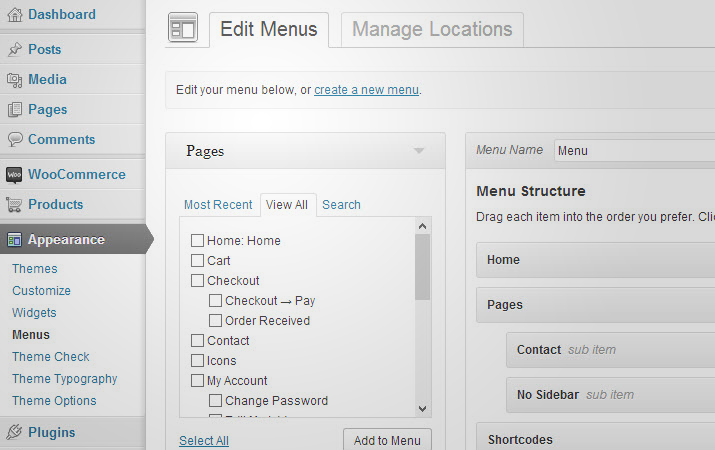 Dashboard
Posts
Media
Pages
Comments
WooCommerce
Products
Appearance
Themes
Customize
Widgets
Menus
Theme Check
Theme Typography
Theme Options
Plugins
Edit Menus
Manage Locations
Edit your menu below, or create a new menu.
Pages
Most Recent
View All
Search
Home: Home
Cart
Checkout
Checkout → Pay
Order Received
Contact
Icons
My Account
Change Password
Select All
Add to Menu
Menu Name
Menu
Menu Structure
Drag each item into the order you prefer.
Home
Pages
Contact sub item
No Sidebar sub item
Shortcodes